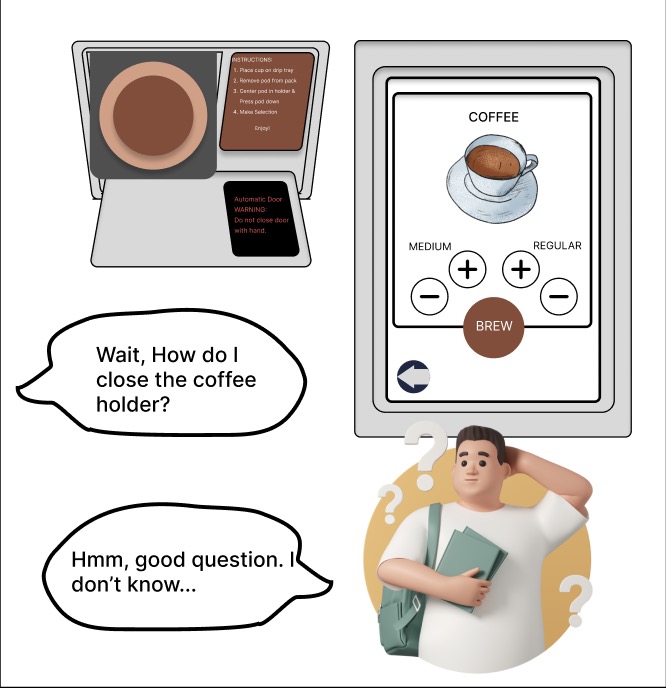 INSTRUCTIONS:
1. Place cup on drip tray
2. Remove pod from pack
3. Center pod in holder &
Press pod down
4. Make Selection
Enjoy!
Automatic Door
WARNING:
Do not close door
with hand.
COFFEE
MEDIUM
REGULAR
BREW
Wait, How do I
close the coffee
holder?
Hmm, good question. I
don’t know...
? ? ?